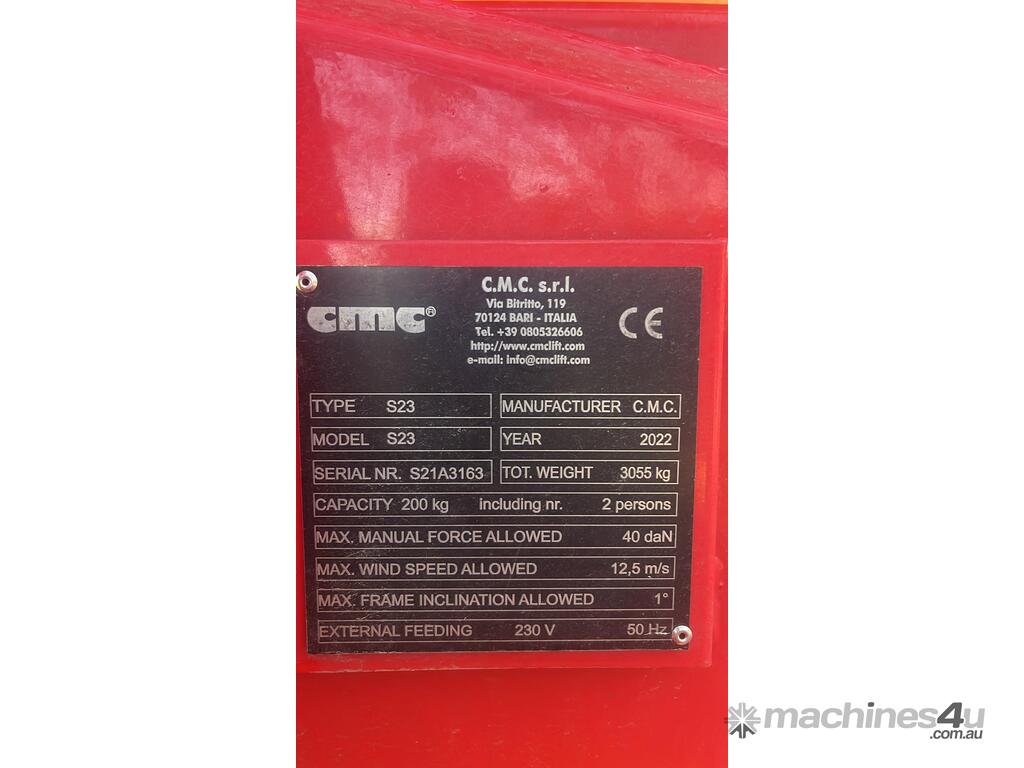 cmc®
C.M.C. s.r.l.
Via Bitritto, 119
70124 BARI - ITALIA
Tel. +39 0805326606
http://www.cmclift.com
e-mail: info@cmclift.com
CE
TYPE S23
MANUFACTURER C.M.C.
MODEL S23
YEAR 2022
SERIAL NR. S21A3163
TOT. WEIGHT 3055 kg
CAPACITY 200 kg including nr. 2 persons
MAX. MANUAL FORCE ALLOWED 40 daN
MAX. WIND SPEED ALLOWED 12,5 m/s
MAX. FRAME INCLINATION ALLOWED 1°
EXTERNAL FEEDING 230 V 50 Hz
machines4u
.com.au